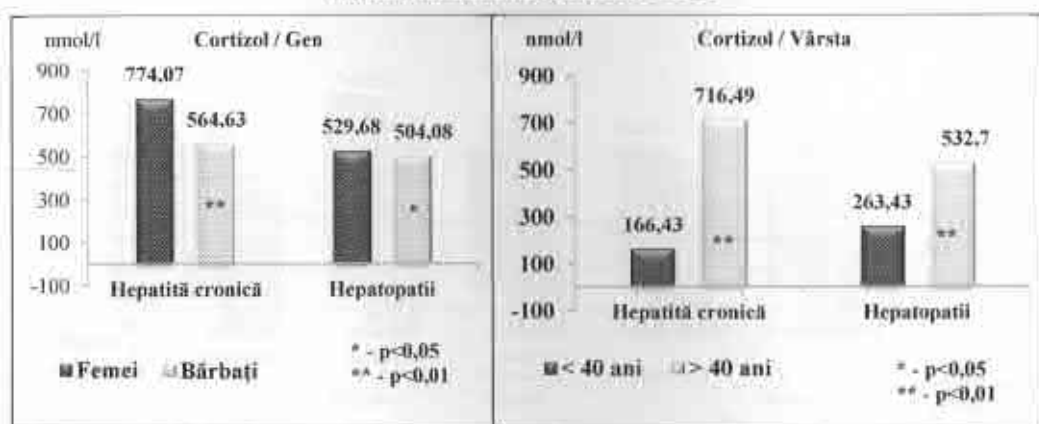 nmol/l Cortizol / Gen
900
774,07
700
564,63
529,68 504,08
500
300
**
*
100
-100
Hepatită cronică Hepatopatii
Femei Bărbați
* - p<0,05
** - p<0,01
nmol/l Cortizol / Vârsta
900
716,49
700
532,7
500
300
263,43
166,43
**
**
100
-100
Hepatită cronică Hepatopatii
< 40 ani > 40 ani
* - p<0,05
** - p<0,01